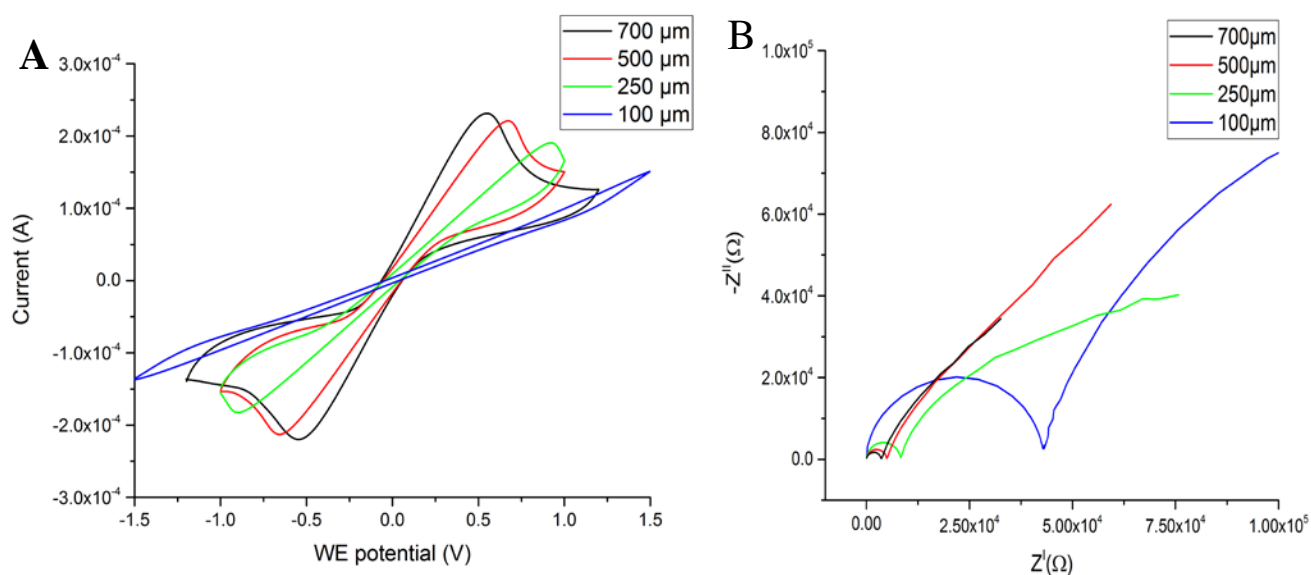 A
700 µm
500 µm
250 µm
100 µm
3.0x10⁻⁴
2.0x10⁻⁴
1.0x10⁻⁴
0.0
-1.0x10⁻⁴
-2.0x10⁻⁴
-3.0x10⁻⁴
Current (A)
-1.5 -1.0 -0.5 0.0 0.5 1.0 1.5
WE potential (V)
B
700µm
500µm
250µm
100µm
1.0x10⁵
8.0x10⁴
6.0x10⁴
4.0x10⁴
2.0x10⁴
0.0
-Zᴵᴵ(Ω)
0.00 2.50x10⁴ 5.00x10⁴ 7.50x10⁴ 1.00x10⁵
Zᴵ(Ω)